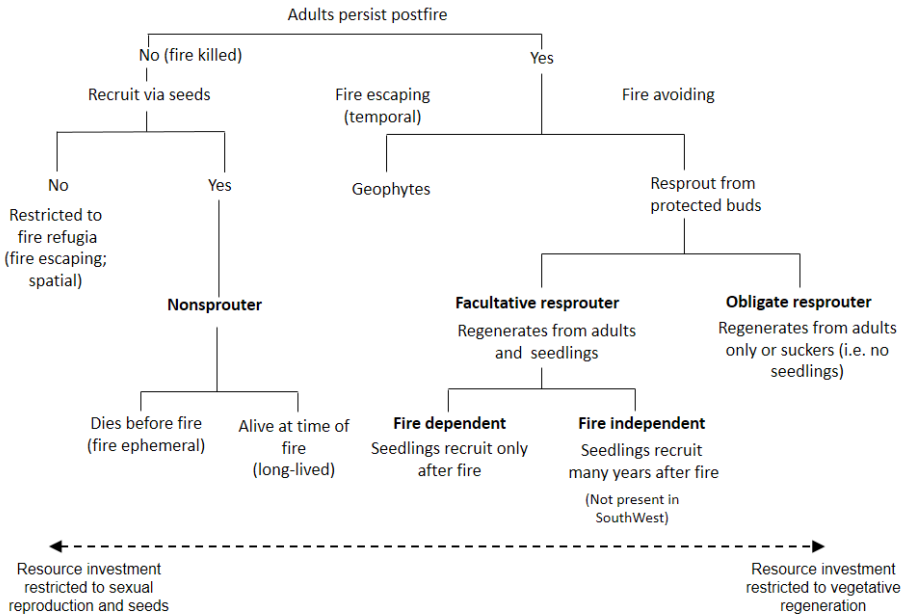 Adults persist postfire
No (fire killed)
Yes
Recruit via seeds
Fire escaping
(temporal)
Fire avoiding
No
Yes
Geophytes
Resprout from
protected buds
Restricted to
fire refugia
(fire escaping;
spatial)
Nonsprouter
Facultative resprouter
Regenerates from adults
and seedlings
Obligate resprouter
Regenerates from adults
only or suckers (i.e. no
seedlings)
Dies before fire
(fire ephemeral)
Alive at time of
fire
(long-lived)
Fire dependent
Seedlings recruit only
after fire
Fire independent
Seedlings recruit
many years after fire
(Not present in
SouthWest)
Resource investment
restricted to sexual
reproduction and seeds
Resource investment
restricted to vegetative
regeneration